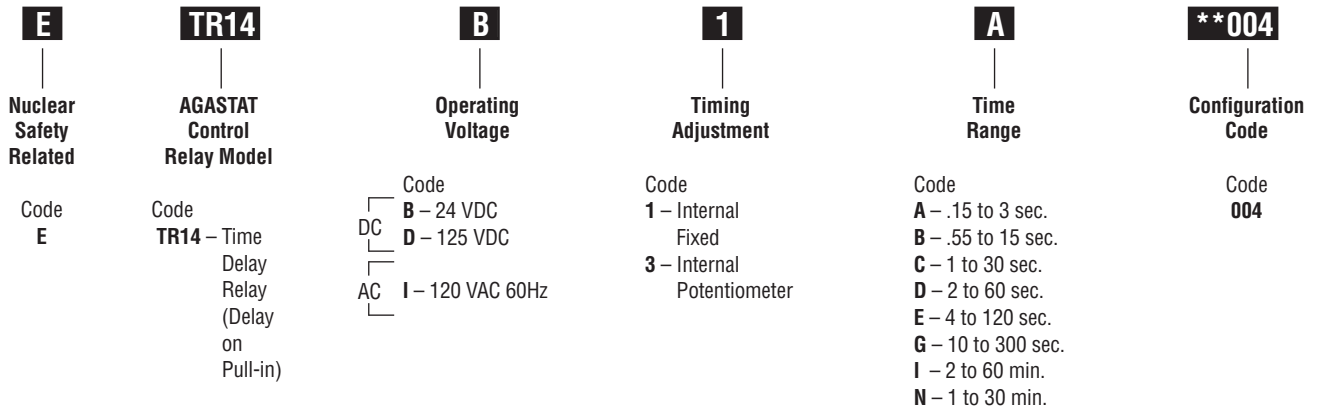 E TR14 B 1 A **004
Nuclear
Safety
Related
AGASTAT
Control
Relay Model
Operating
Voltage
Timing
Adjustment
Time
Range
Configuration
Code
Code
E
Code
TR14 – Time
Delay
Relay
(Delay
on
Pull-in)
Code
DC
B – 24 VDC
D – 125 VDC
AC
I – 120 VAC 60Hz
Code
1 – Internal
Fixed
3 – Internal
Potentiometer
Code
A – .15 to 3 sec.
B – .55 to 15 sec.
C – 1 to 30 sec.
D – 2 to 60 sec.
E – 4 to 120 sec.
G – 10 to 300 sec.
I – 2 to 60 min.
N – 1 to 30 min.
Code
004